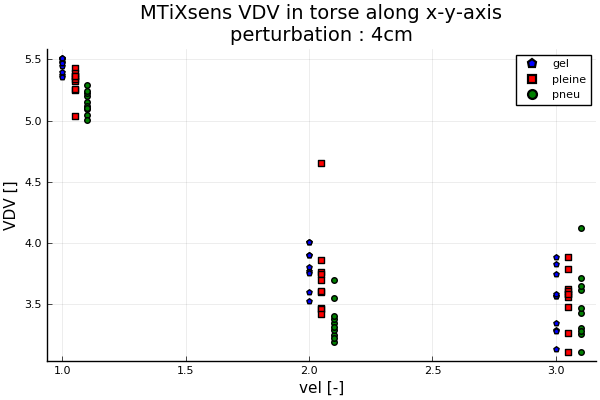 MTiXsens VDV in torse along x-y-axis
perturbation : 4cm
gel
pleine
pneu
VDV []
5.5
5.0
4.5
4.0
3.5
1.0
1.5
2.0
2.5
3.0
vel [-]